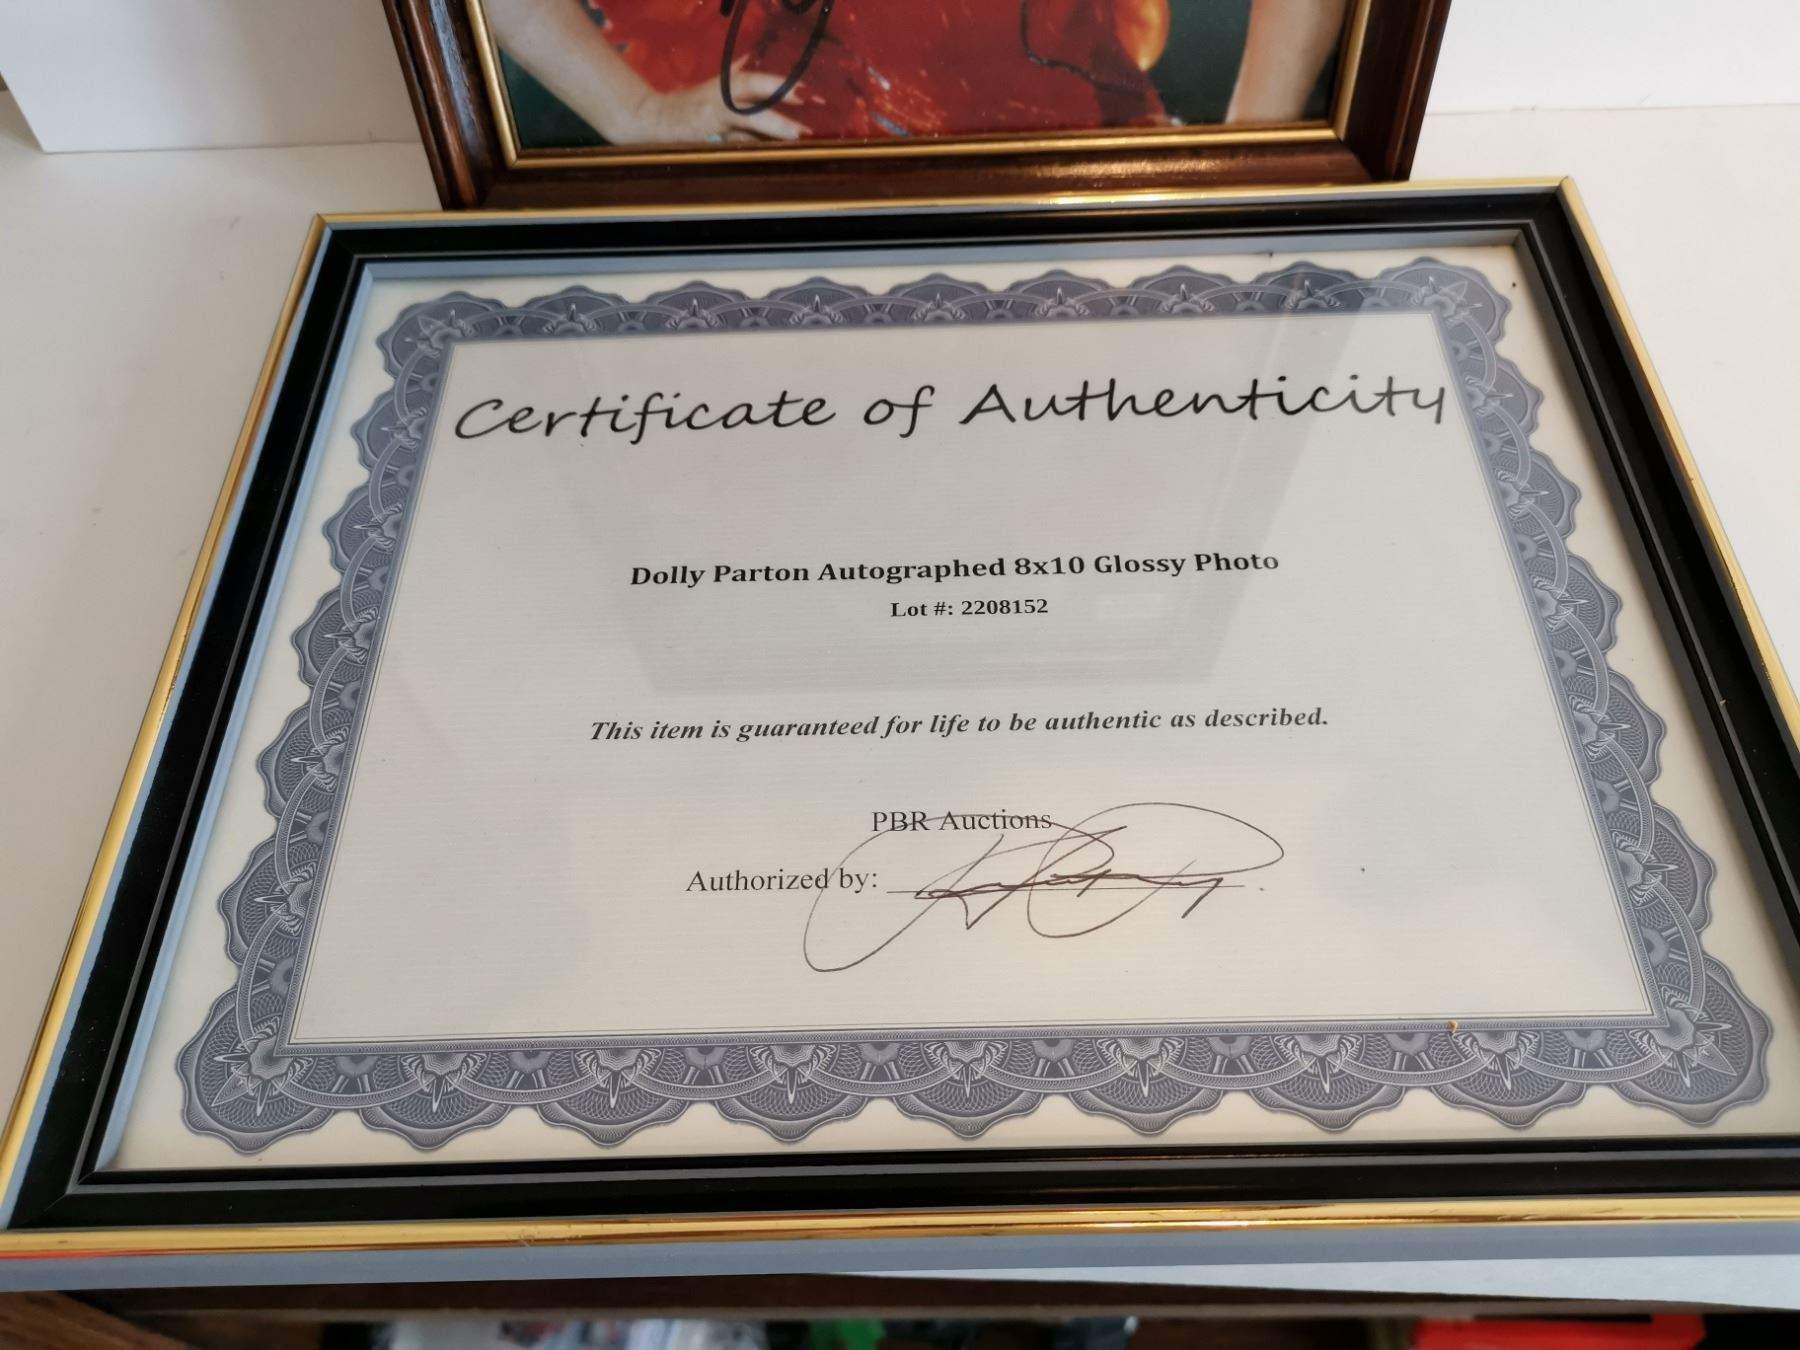 Certificate of Authenticity
Dolly Parton Autographed 8x10 Glossy Photo
Lot #: 2208152
This item is guaranteed for life to be authentic as described.
PBR Auctions
Authorized by: